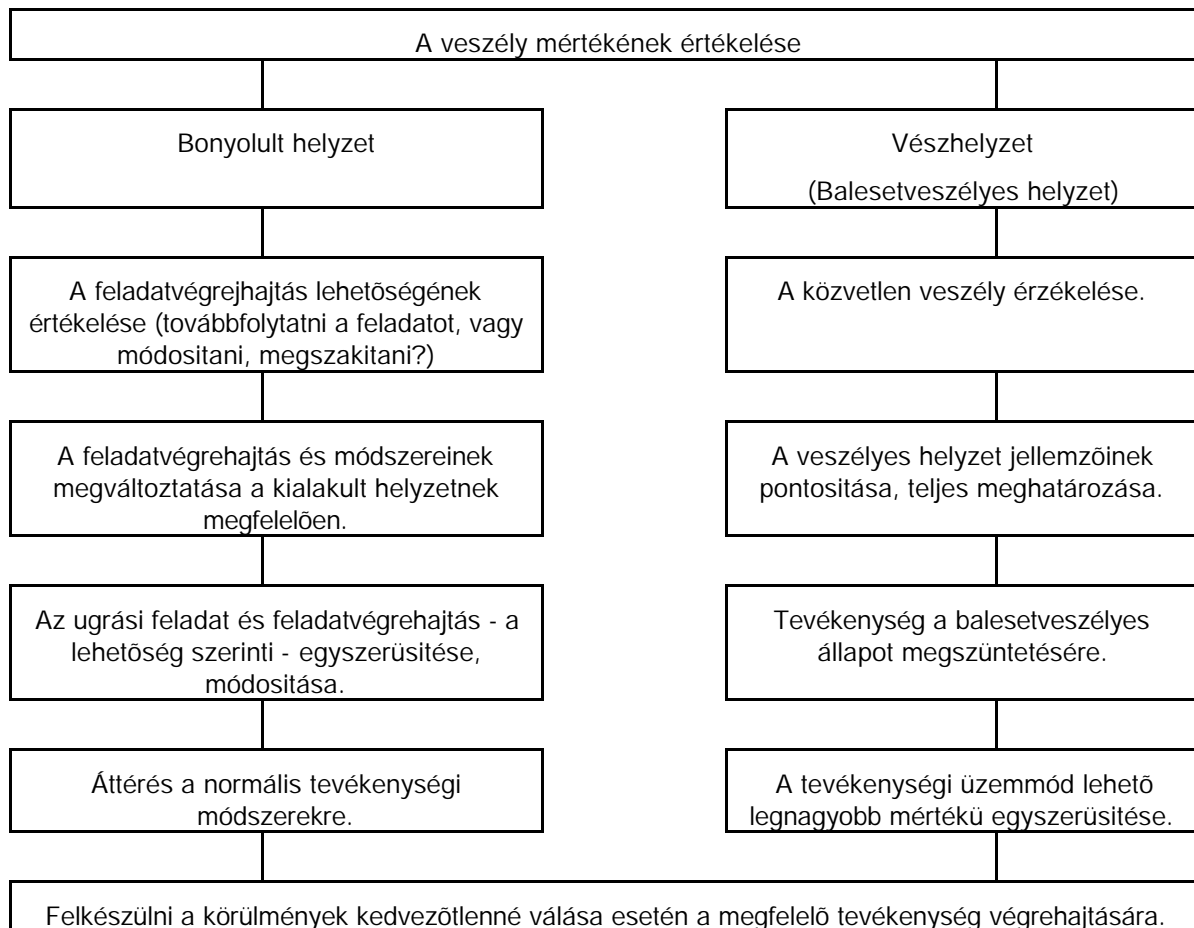 A veszély mértékének értékelése
Bonyolult helyzet
Vészhelyzet
(Balesetveszélyes helyzet)
A feladatvégrejhajtás lehetõségének
értékelése (továbbfolytatni a feladatot, vagy
módositani, megszakitani?)
A közvetlen veszély érzékelése.
A feladatvégrehajtás és módszereinek
megváltoztatása a kialakult helyzetnek
megfelelõen.
A veszélyes helyzet jellemzõinek
pontositása, teljes meghatározása.
Az ugrási feladat és feladatvégrehajtás - a
lehetõség szerinti - egyszerüsitése,
módositása.
Tevékenység a balesetveszélyes
állapot megszüntetésére.
Áttérés a normális tevékenységi
módszerekre.
A tevékenységi üzemmód lehetõ
legnagyobb mértékü egyszerüsitése.
Felkészülni a körülmények kedvezõtlenné válása esetén a megfelelõ tevékenység végrehajtására.